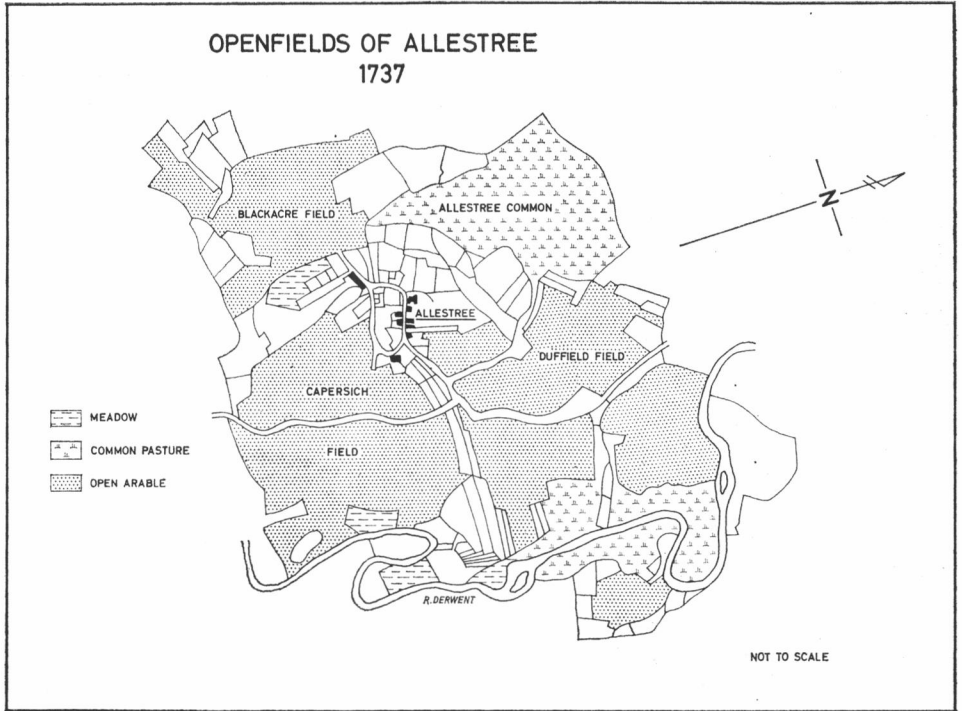 OPENFIELDS OF ALLESTREE
1737
BLACKACRE FIELD
ALLESTREE COMMON
N
ALLESTREE
DUFFIELD FIELD
CAPERSICH
FIELD
MEADOW
COMMON PASTURE
OPEN ARABLE
R. DERWENT
NOT TO SCALE